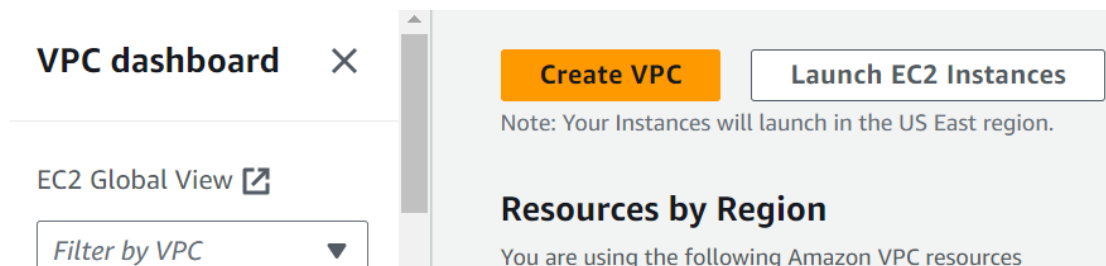 VPC dashboard
Create VPC
Launch EC2 Instances
Note: Your Instances will launch in the US East region.
EC2 Global View
Filter by VPC
Resources by Region
You are using the following Amazon VPC resources